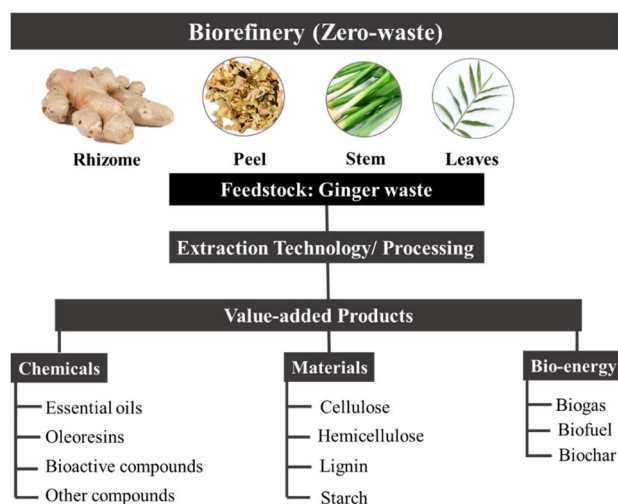 Biorefinery (Zero-waste)
Rhizome
Peel
Stem
Leaves
Feedstock: Ginger waste
Extraction Technology/ Processing
Value-added Products
Chemicals
Essential oils
Oleoresins
Bioactive compounds
Other compounds
Materials
Cellulose
Hemicellulose
Lignin
Starch
Bio-energy
Biogas
Biofuel
Biochar